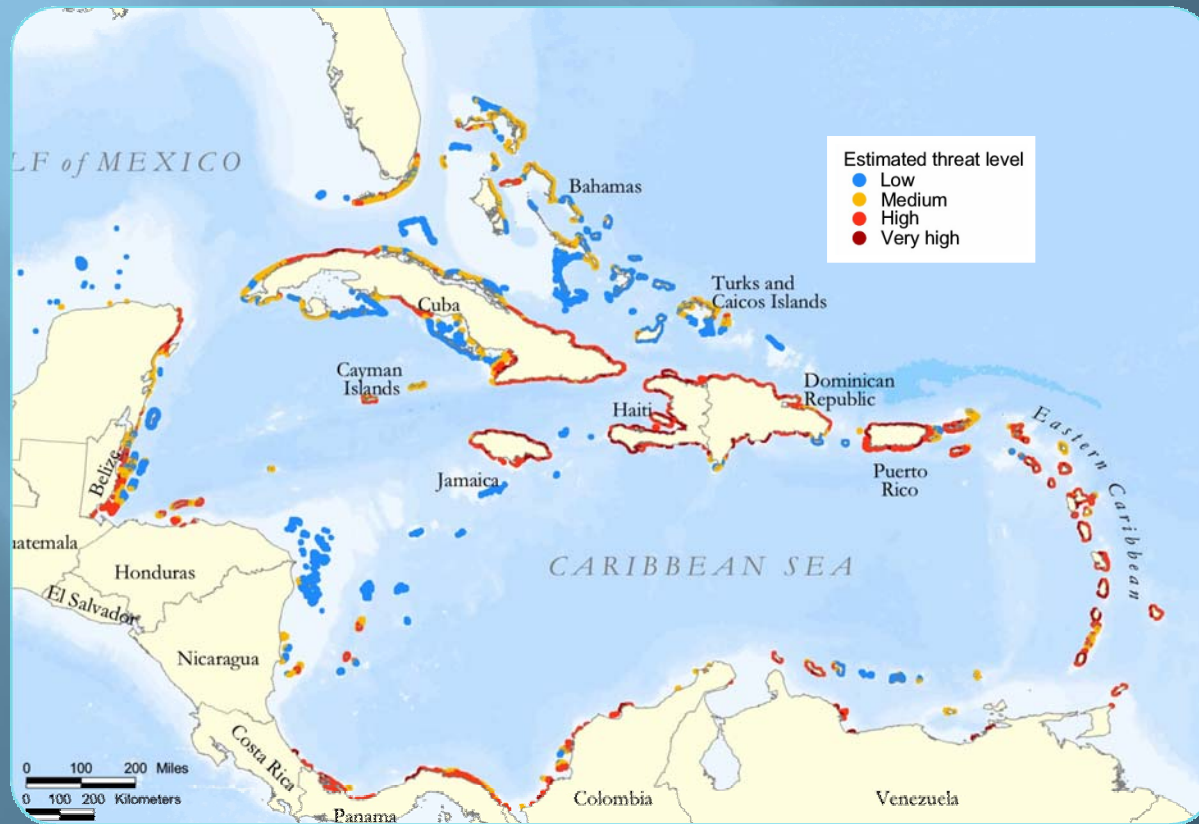 LF of MEXICO
Estimated threat level
Low
Medium
High
Very high
Bahamas
Turks and
Caicos Islands
Cuba
Cayman
Islands
Dominican
Republic
Haiti
Eastern Caribbean
Jamaica
Puerto
Rico
Belize
uatemala
CARIBBEAN SEA
Honduras
El Salvador
Nicaragua
Costa Rica
0 100 200 Miles
0 100 200 Kilometers
Panama
Colombia
Venezuela